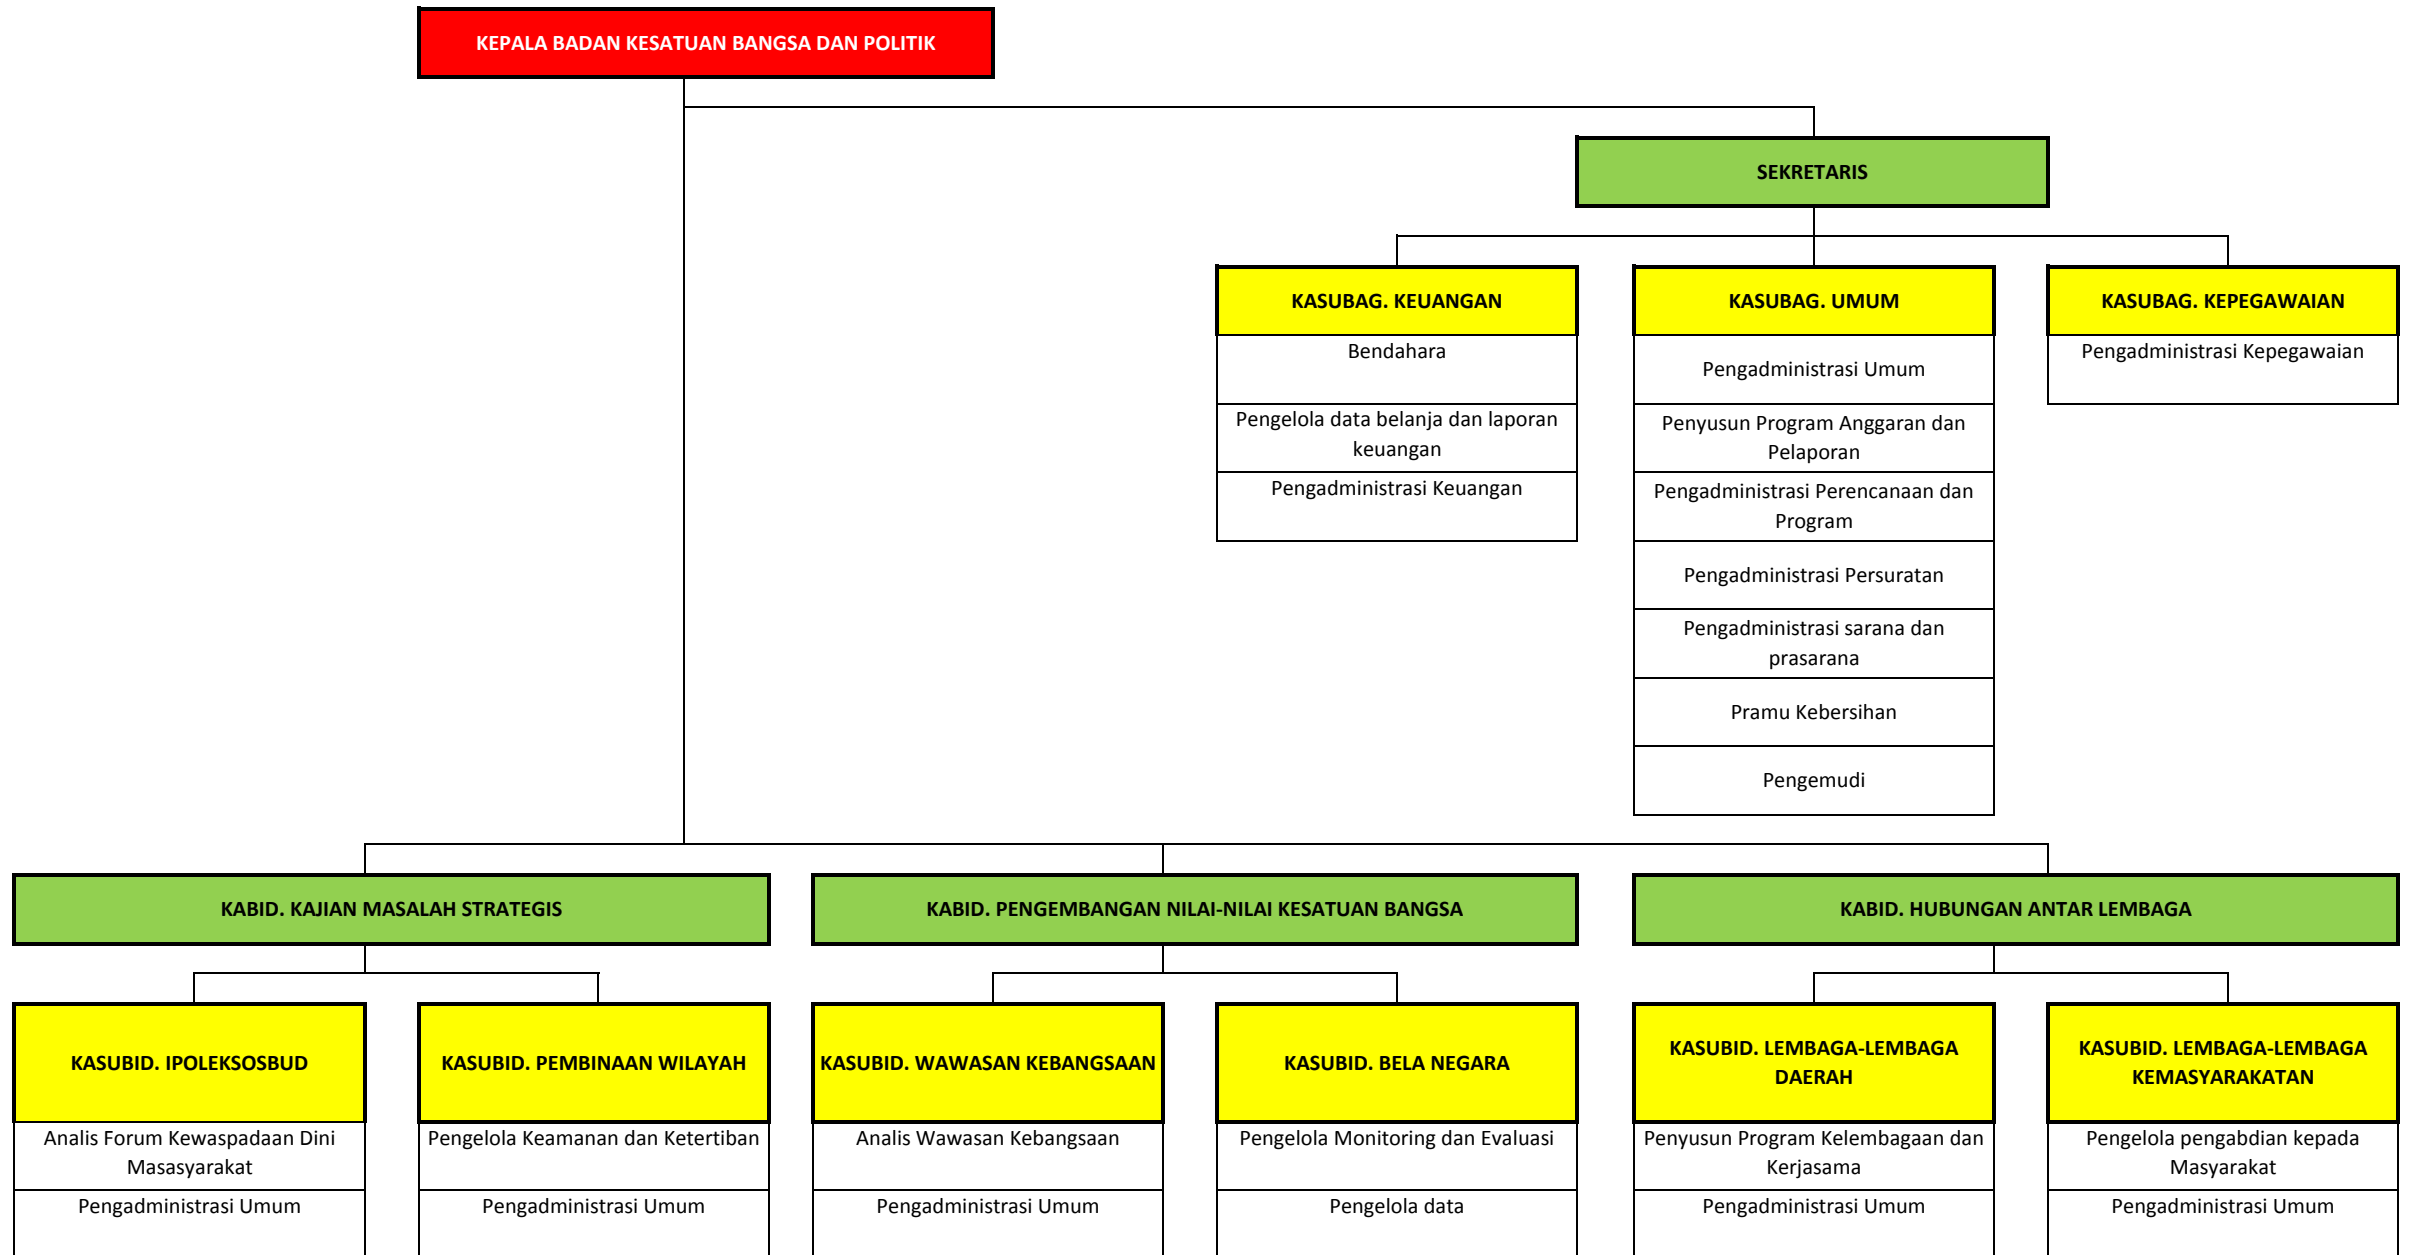 KEPALA BADAN KESATUAN BANGSA DAN POLITIK
SEKRETARIS
KASUBAG. KEUANGAN
Bendahara
Pengelola data belanja dan laporan
keuangan
Pengadministrasi Keuangan
KASUBAG. UMUM
Pengadministrasi Umum
Penyusun Program Anggaran dan
Pelaporan
Pengadministrasi Perencanaan dan
Program
Pengadministrasi Persuratan
Pengadministrasi sarana dan
prasarana
Pramu Kebersihan
Pengemudi
KASUBAG. KEPEGAWAIAN
Pengadministrasi Kepegawaian
KABID. KAJIAN MASALAH STRATEGIS
KASUBID. IPOLEKSOSBUD
Analis Forum Kewaspadaan Dini
Masasyarakat
Pengadministrasi Umum
KASUBID. PEMBINAAN WILAYAH
Pengelola Keamanan dan Ketertiban
Pengadministrasi Umum
KABID. PENGEMBANGAN NILAI-NILAI KESATUAN BANGSA
KASUBID. WAWASAN KEBANGSAAN
Analis Wawasan Kebangsaan
Pengadministrasi Umum
KASUBID. BELA NEGARA
Pengelola Monitoring dan Evaluasi
Pengelola data
KABID. HUBUNGAN ANTAR LEMBAGA
KASUBID. LEMBAGA-LEMBAGA
DAERAH
Penyusun Program Kelembagaan dan
Kerjasama
Pengadministrasi Umum
KASUBID. LEMBAGA-LEMBAGA
KEMASYARAKATAN
Pengelola pengabdian kepada
Masyarakat
Pengadministrasi Umum